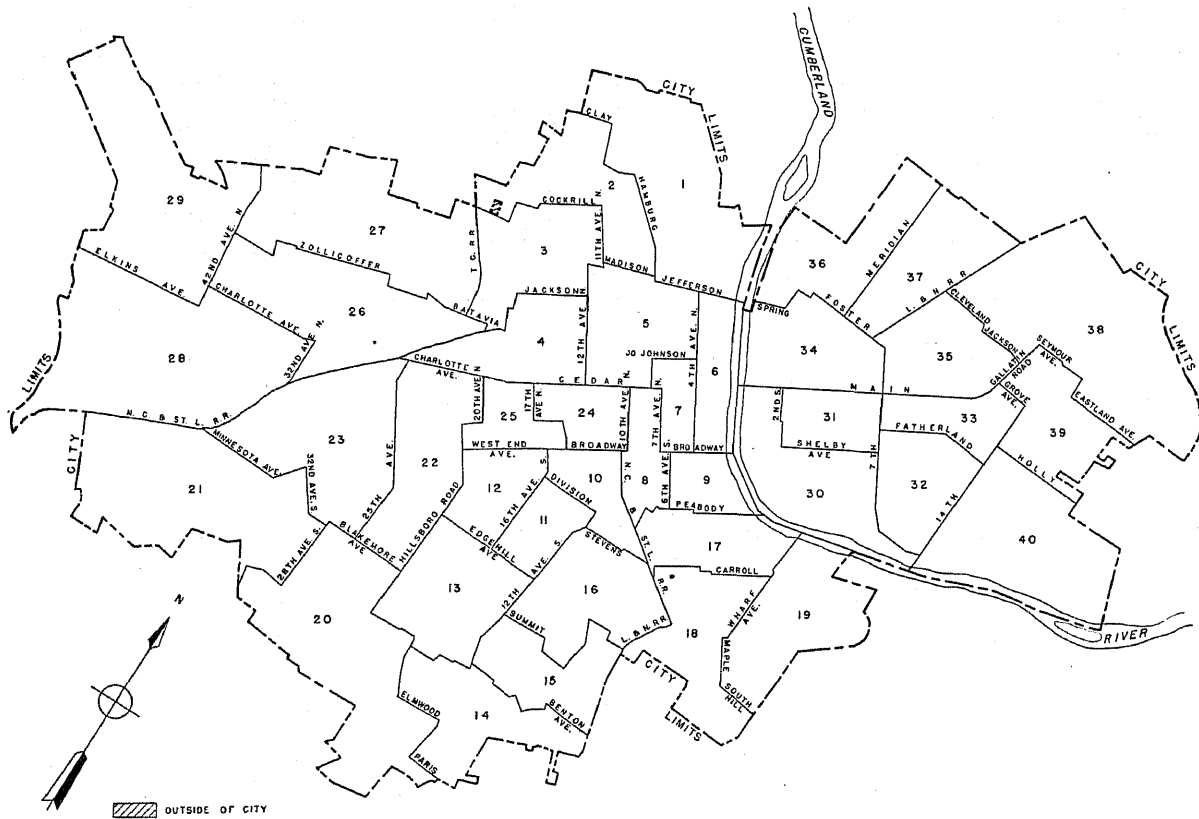 CUMBERLAND
CITY
LIMITS
CLAY
HAMBURG
1
2
COCKRILL
N.
11TH AVE.
29
42ND AVE. N
27
ZOLLICOFFER
T.C. RR
3
MADISON
JEFFERSON
36
MERIDIAN
37
L. & N. R R
CITY
LIMITS
38
ELKINS
AVE.
CHARLOTTE AVE.
26
32ND AVE N.
BATAVIA
JACKSON
N
12TH AVE
4
5
JO JOHNSON
4TH AVE. N.
6
SPRING
FOSTER
34
CLEVELAND
JACKSON
35
GALLATIN
ROAD
SEYMOUR
AVE.
GROVE
AVE.
EASTLAND AVE.
28
LIMITS
CHARLOTTE
AVE.
CEDAR
N.
7TH AVE. N.
7
MAIN
2ND S.
31
SHELBY
AVE
33
FATHERLAND
39
HOLLY
N. C. & ST. L. R R.
CITY
MINNESOTA AVE.
23
32ND AVE. S
25TH
AVE.
22
20TH AVE N
25
17TH
AVE N.
24
10TH AVE
WEST END
AVE.
BROADWAY
BROADWAY
21
28TH AVE S.
BLAKEMORE
AVE
HILLSBORO ROAD
12
16TH AVE.
S.
DIVISION
10
N. C.
&
ST. L.
R.R.
8
6TH AVE S.
9
PEABODY
7TH
30
32
14TH
40
11
EDGEHILL
AVE
STEVENS
17
CARROLL
13
12TH AVE. S.
16
20
SUMMIT
L. & N. RR
18
WHARF
AVE.
19
MAPLE
SOUTH
HILL
CITY
LIMITS
RIVER
15
BENTON
AVE.
ELMWOOD
14
PARIS
N
OUTSIDE OF CITY